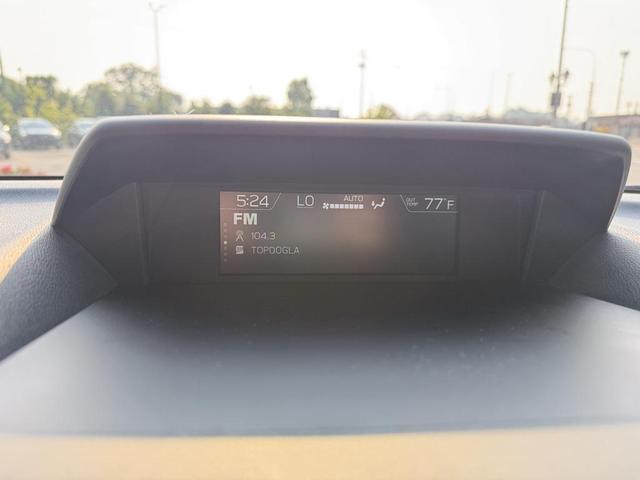 5:24 LO AUTO OUT TEMP 77°F
FM
104.3
TOPDOGLA